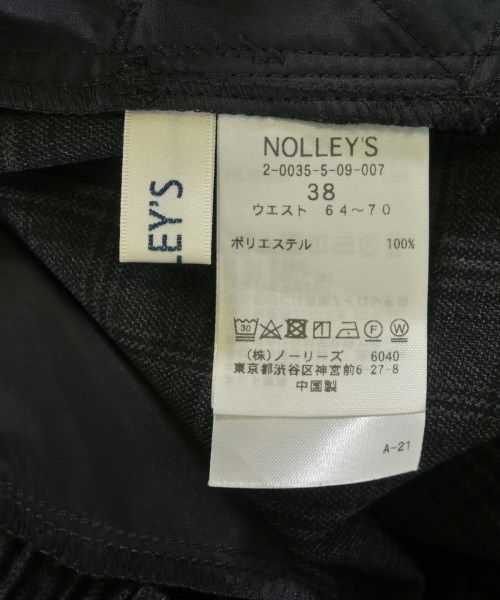 LEY'S
NOLLEY'S
2-0035-5-09-007
38
ウエスト 64～70
ポリエステル 100%
30 F W
(株)ノーリーズ 6040
東京都渋谷区神宮前6-27-8
中国製
A-21